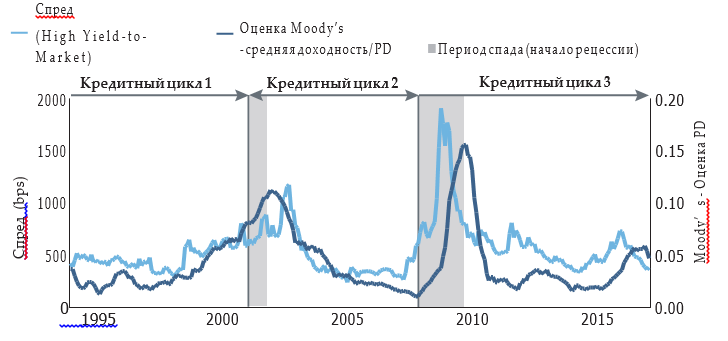 Спред
(High Yield-to-
Market)
Оценка Moody's
-средняя доходность/PD
Период спада (начало рецессии)
Кредитный цикл 1
Кредитный цикл 2
Кредитный цикл 3
2000
1500
1000
500
0
Спред (bps)
0.20
0.15
0.10
0.05
0.00
Moody' s - Оценка PD
1995
2000
2005
2010
2015